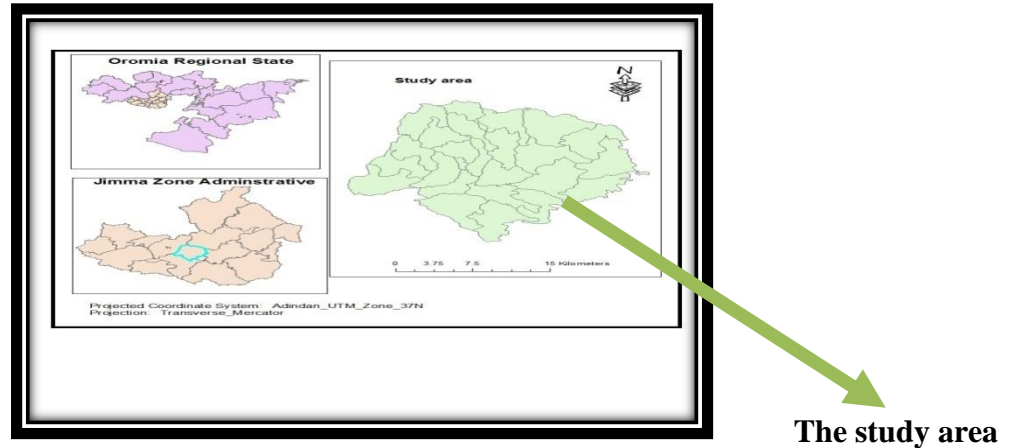 Oromia Regional State
Study area
N
Jimma Zone Adminstrative
0 3.75 7.5 15 Kilometers
Projected Coordinate System: Adindan_UTM_Zone_37N
Projection: Transverse_Mercator
The study area